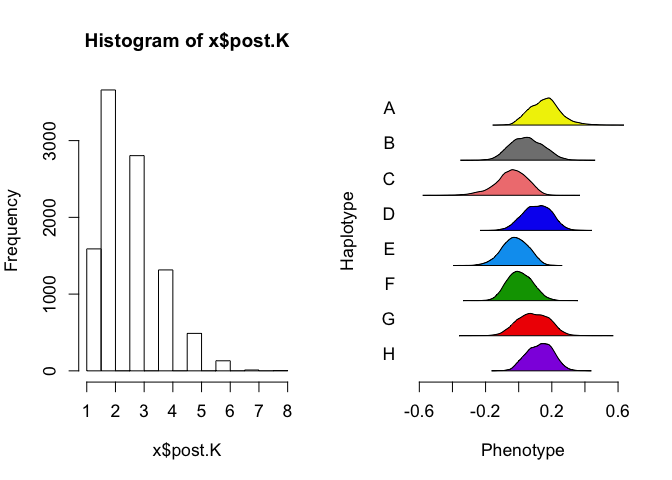 Histogram of x$post.K
Frequency
0
1000
2000
3000
1 2 3 4 5 6 7 8
x$post.K
Haplotype
A
B
C
D
E
F
G
H
-0.6 -0.2 0.2 0.6
Phenotype